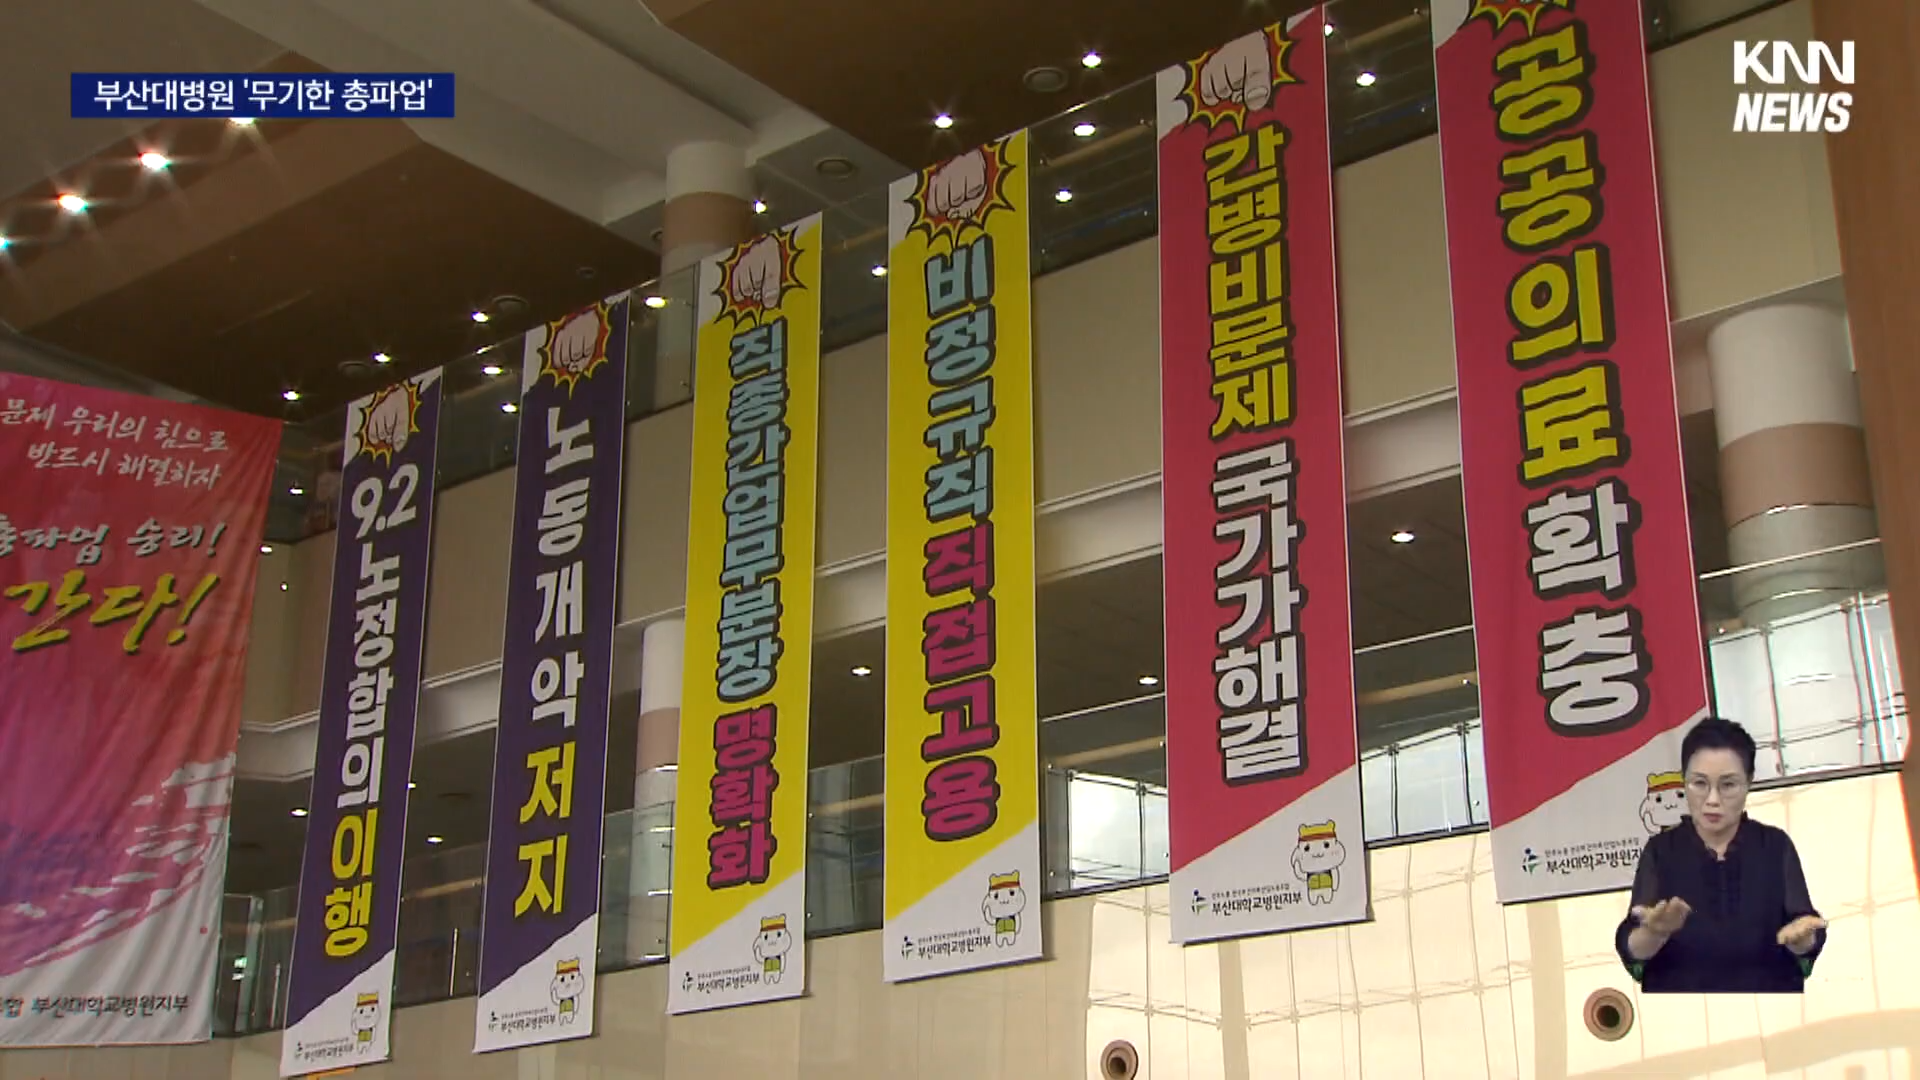 부산대병원 '무기한 총파업'
KNN
NEWS
문제 우리의 힘으로
반드시 해결하자
총파업 승리!
간다!
부산대학교병원지부
9.2노정합의이행
부산대학교병원지부
노동개악저지
부산대학교병원지부
직종간업무분장 명확화
부산대학교병원지부
비정규직직접고용
부산대학교병원지부
간병비문제 국가가해결
부산대학교병원지부
공공의료확충
부산대학교병원지